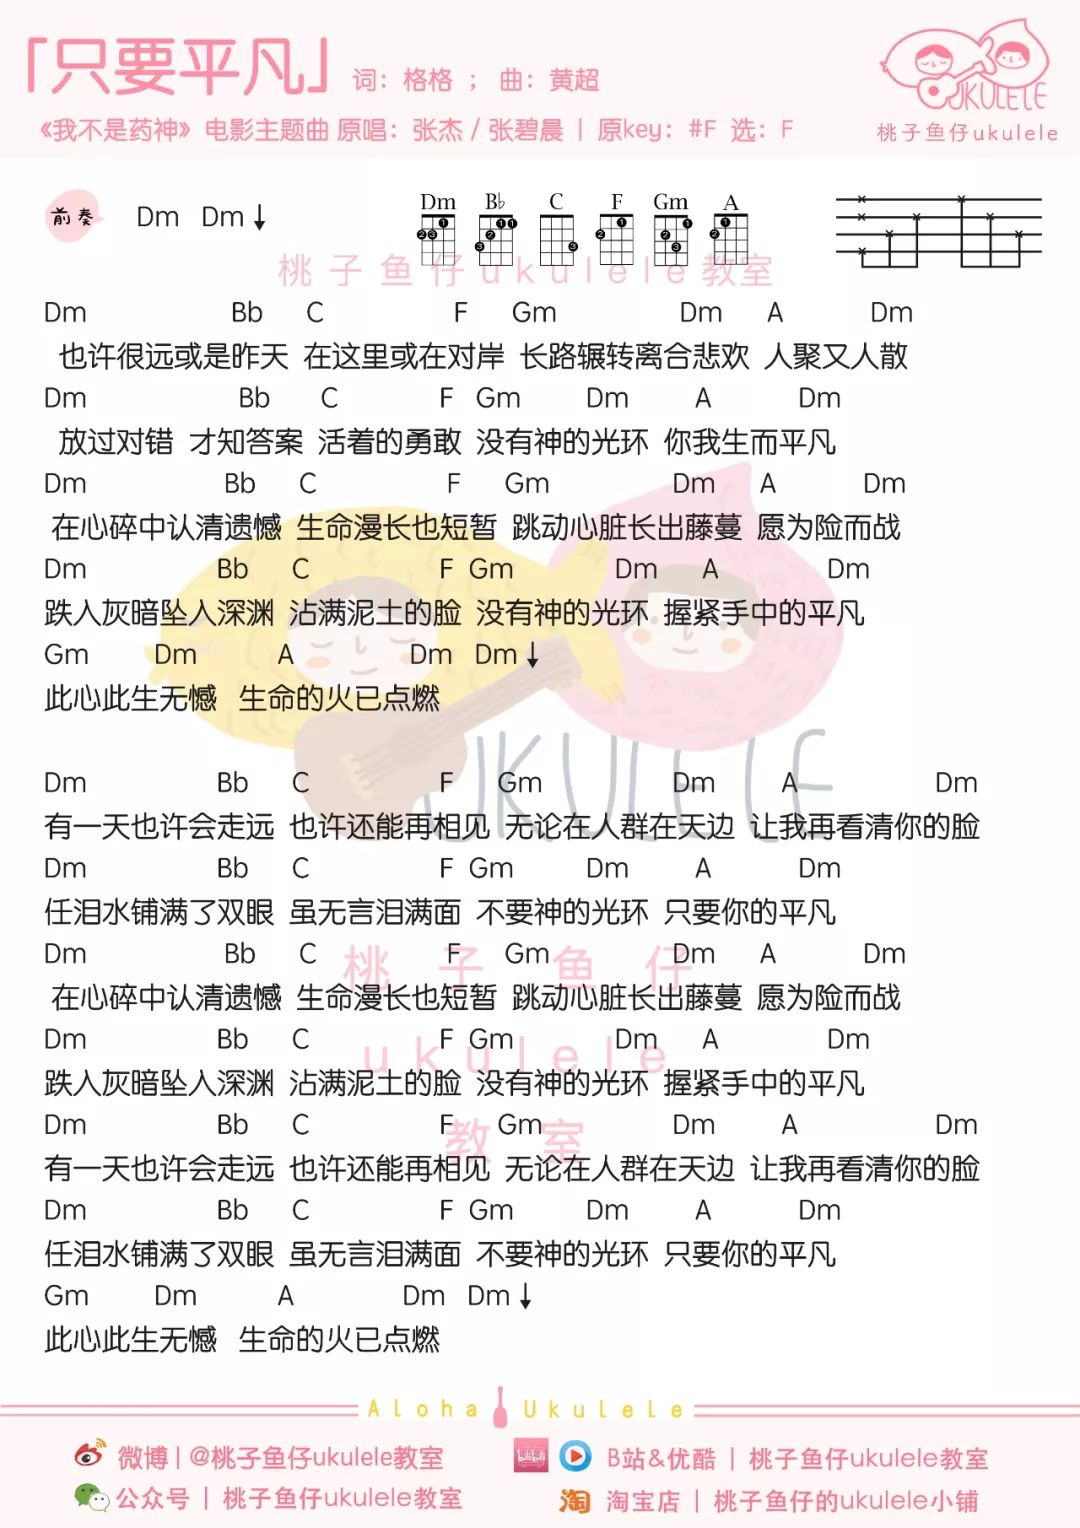 「只要平凡」 词：格格 ； 曲：黄超
《我不是药神》 电影主题曲 原唱：张杰 / 张碧晨 | 原key：#F 选：F
UKULELE
桃子鱼仔ukulele
前奏 Dm Dm↓
Dm B♭ C F Gm A
桃子鱼仔ukulele教室
Dm Bb C F Gm Dm A Dm
也许很远或是昨天 在这里或在对岸 长路辗转离合悲欢 人聚又人散
Dm Bb C F Gm Dm A Dm
放过对错 才知答案 活着的勇敢 没有神的光环 你我生而平凡
Dm Bb C F Gm Dm A Dm
在心碎中认清遗憾 生命漫长也短暂 跳动心脏长出藤蔓 愿为险而战
Dm Bb C F Gm Dm A Dm
跌入灰暗坠入深渊 沾满泥土的脸 没有神的光环 握紧手中的平凡
Gm Dm A Dm Dm↓
此心此生无憾 生命的火已点燃
UKULELE
Dm Bb C F Gm Dm A Dm
有一天也许会走远 也许还能再相见 无论在人群在天边 让我再看清你的脸
Dm Bb C F Gm Dm A Dm
任泪水铺满了双眼 虽无言泪满面 不要神的光环 只要你的平凡
Dm Bb C F Gm Dm A Dm
桃子鱼仔
在心碎中认清遗憾 生命漫长也短暂 跳动心脏长出藤蔓 愿为险而战
Dm Bb C F Gm Dm A Dm
ukulele
跌入灰暗坠入深渊 沾满泥土的脸 没有神的光环 握紧手中的平凡
Dm Bb C F Gm Dm A Dm
教室
有一天也许会走远 也许还能再相见 无论在人群在天边 让我再看清你的脸
Dm Bb C F Gm Dm A Dm
任泪水铺满了双眼 虽无言泪满面 不要神的光环 只要你的平凡
Gm Dm A Dm Dm↓
此心此生无憾 生命的火已点燃
Aloha Ukulele
微博 | @桃子鱼仔ukulele教室
bilibili B站&优酷 | 桃子鱼仔ukulele教室
公众号 | 桃子鱼仔ukulele教室
淘 淘宝店 | 桃子鱼仔的ukulele小铺